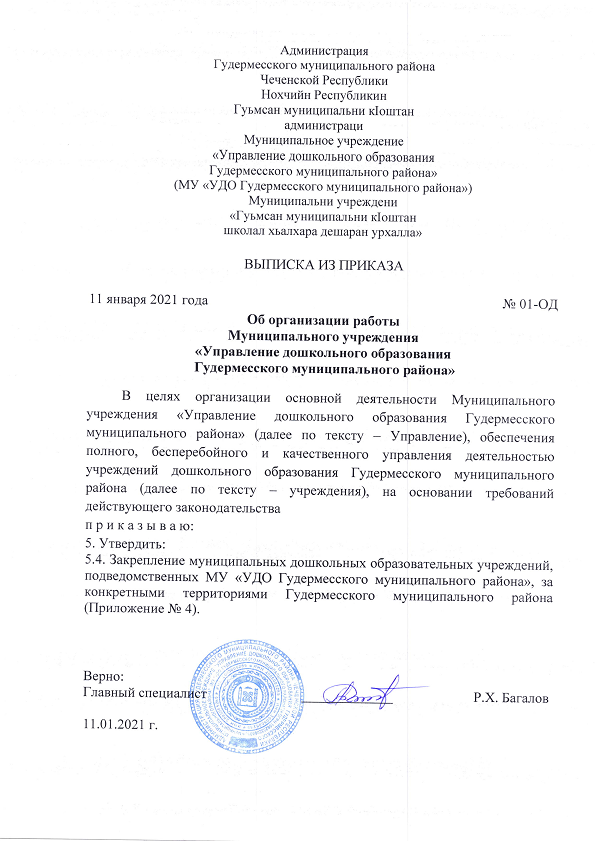 Администрация
Гудермесского муниципального района
Чеченской Республики
Нохчийн Республикин
Гуьмсан муниципальни кIоштан
администраци
Муниципальное учреждение
«Управление дошкольного образования
Гудермесского муниципального района»
(МУ «УДО Гудермесского муниципального района»)
Муниципальни учреждени
«Гуьмсан муниципальни кIоштан
школал хьалхара дешаран урхалла»
ВЫПИСКА ИЗ ПРИКАЗА
11 января 2021 года № 01-ОД
Об организации работы
Муниципального учреждения
«Управление дошкольного образования
Гудермесского муниципального района»
В целях организации основной деятельности Муниципального
учреждения «Управление дошкольного образования Гудермесского
муниципального района» (далее по тексту – Управление), обеспечения
полного, бесперебойного и качественного управления деятельностью
учреждений дошкольного образования Гудермесского муниципального
района (далее по тексту – учреждения), на основании требований
действующего законодательства
п р и к а з ы в а ю:
5. Утвердить:
5.4. Закрепление муниципальных дошкольных образовательных учреждений,
подведомственных МУ «УДО Гудермесского муниципального района», за
конкретными территориями Гудермесского муниципального района
(Приложение № 4).
Верно:
Главный специалист Р.Х. Багалов
11.01.2021 г.